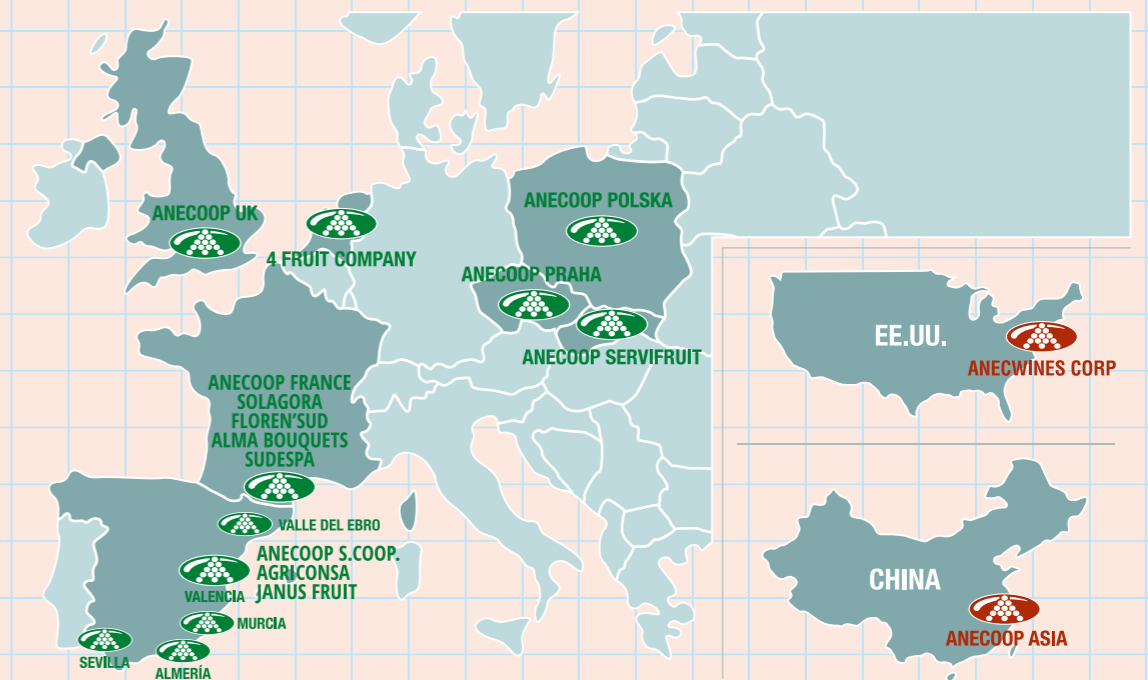 ANECOOP UK
4 FRUIT COMPANY
ANECOOP POLSKA
ANECOOP PRAHA
ANECOOP SERVIFRUIT
ANECOOP FRANCE
SOLAGORA
FLOREN'SUD
ALMA BOUQUETS
SUDESPA
VALLE DEL EBRO
ANECOOP S.COOP.
AGRICONSA
JANUS FRUIT
VALENCIA
MURCIA
SEVILLA
ALMERÍA
EE.UU.
ANECWINES CORP
CHINA
ANECOOP ASIA